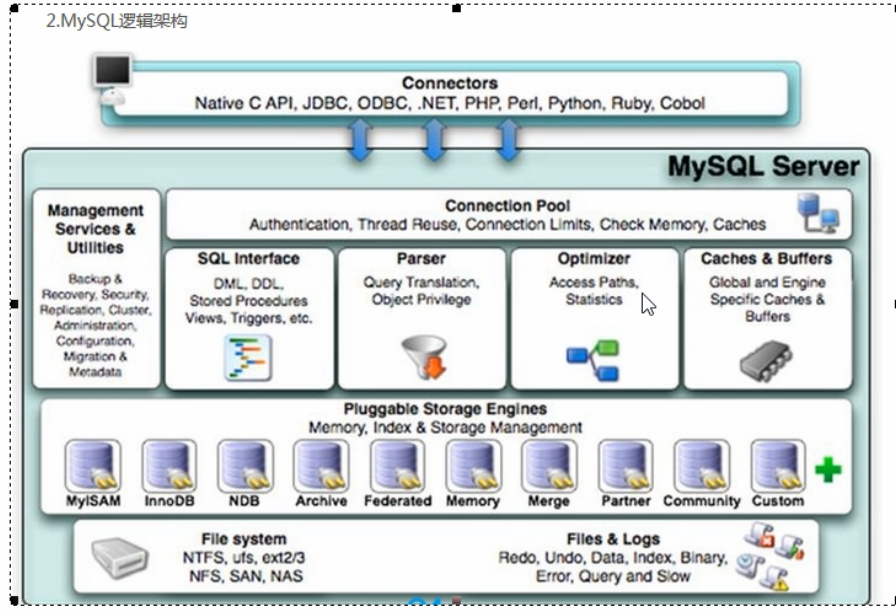 2.MySQL逻辑架构
Connectors
Native C API, JDBC, ODBC, .NET, PHP, Perl, Python, Ruby, Cobol
MySQL Server
Management
Services &
Utilities
Backup &
Recovery, Security,
Replication, Cluster,
Administration,
Configuration,
Migration &
Metadata
Connection Pool
Authentication, Thread Reuse, Connection Limits, Check Memory, Caches
SQL Interface
DML, DDL,
Stored Procedures
Views, Triggers, etc.
Parser
Query Translation,
Object Privilege
Optimizer
Access Paths,
Statistics
Caches & Buffers
Global and Engine
Specific Caches &
Buffers
Pluggable Storage Engines
Memory, Index & Storage Management
MyISAM
InnoDB
NDB
Archive
Federated
Memory
Merge
Partner
Community
Custom
File system
NTFS, ufs, ext2/3
NFS, SAN, NAS
Files & Logs
Redo, Undo, Data, Index, Binary,
Error, Query and Slow